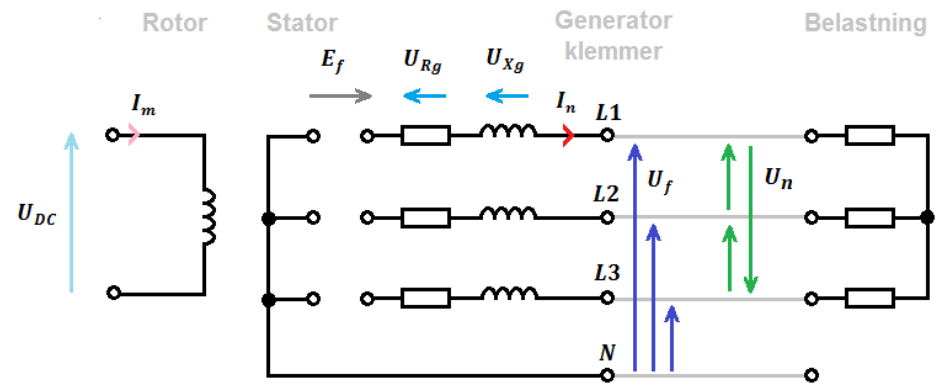 Rotor
Stator
Generator
klemmer
Belastning
E_f
U_Rg
U_Xg
I_m
I_n
L1
U_DC
L2
U_f
U_n
L3
N